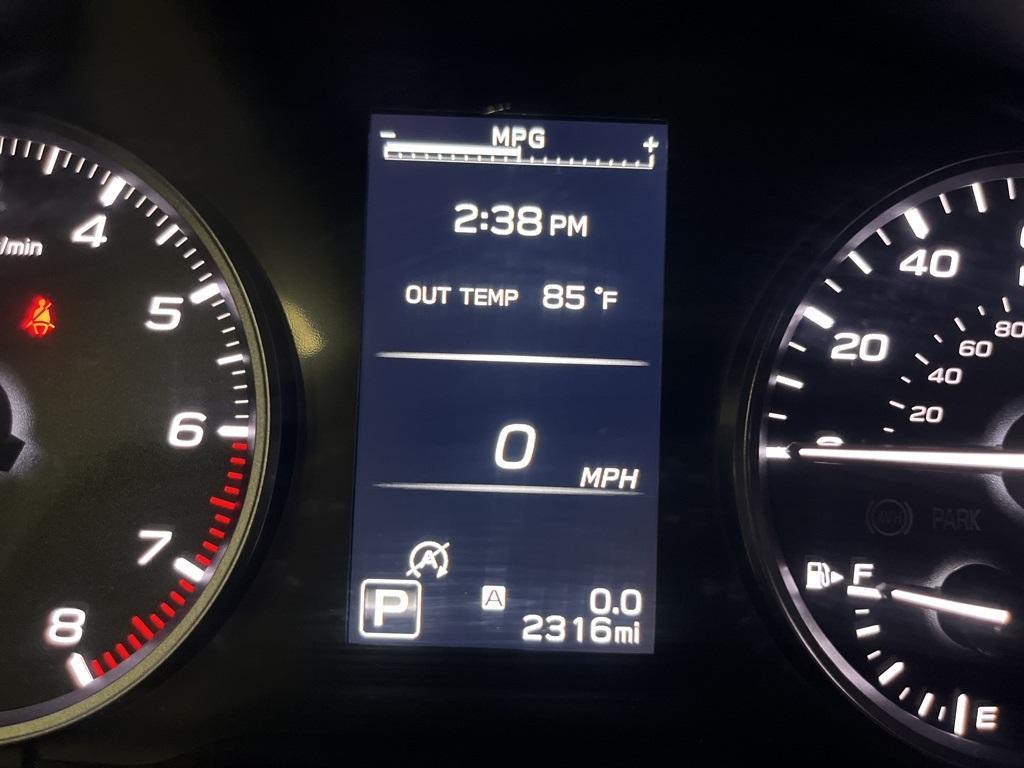 - MPG +
2:38 PM
OUT TEMP 85 °F
0
MPH
A
P
A
0.0
2316mi
/min
4
5
6
7
8
40
20
80
60
40
20
PARK
F
E